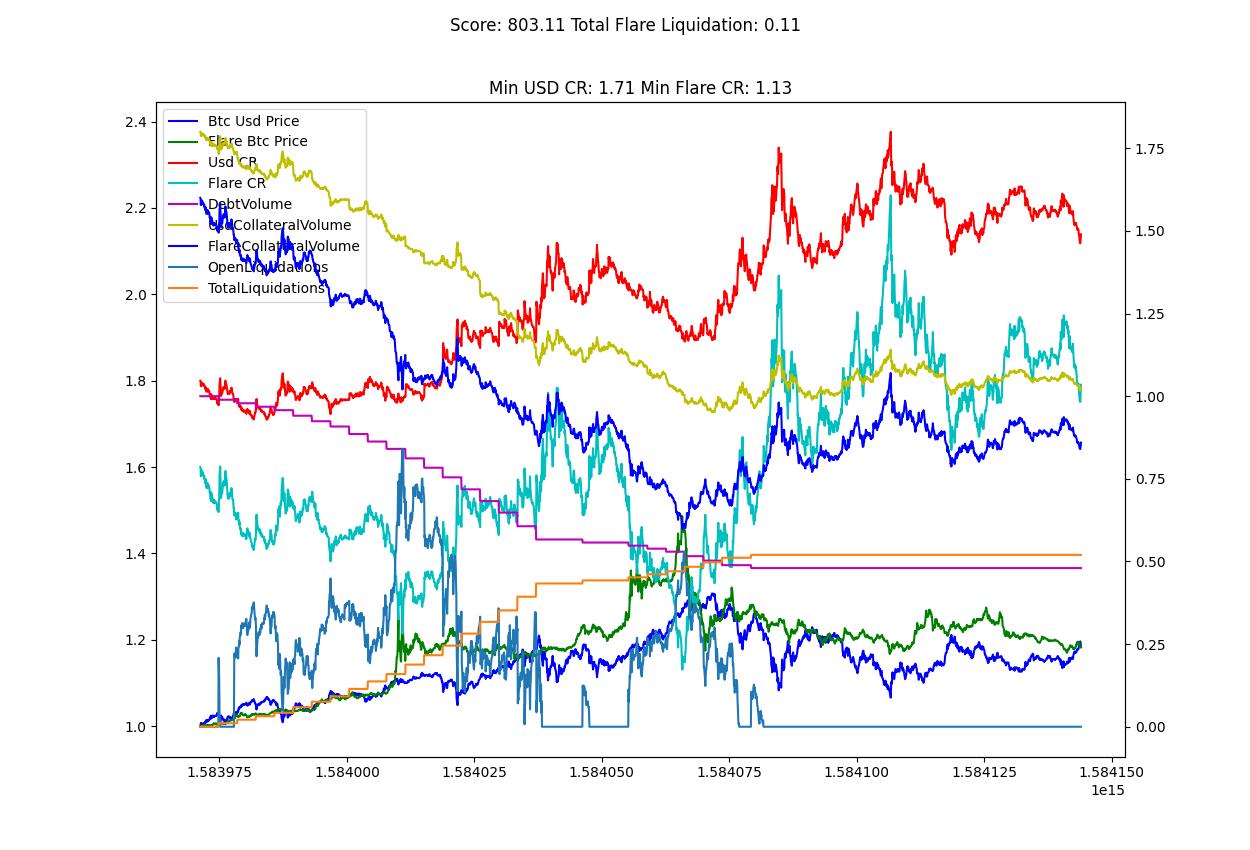 Score: 803.11 Total Flare Liquidation: 0.11
Min USD CR: 1.71 Min Flare CR: 1.13
Btc Usd Price
Flare Btc Price
Usd CR
Flare CR
DebtVolume
UsdCollateralVolume
FlareCollateralVolume
OpenLiquidations
TotalLiquidations
2.4
2.2
2.0
1.8
1.6
1.4
1.2
1.0
1.75
1.50
1.25
1.00
0.75
0.50
0.25
0.00
1.583975 1.584000 1.584025 1.584050 1.584075 1.584100 1.584125 1.584150
1e15